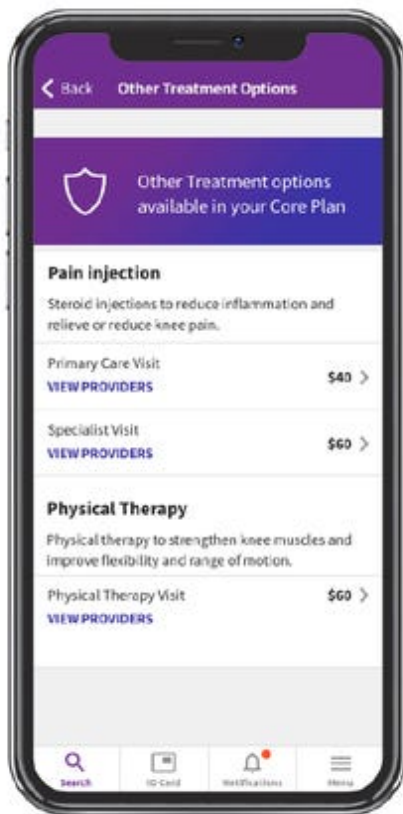 Back Other Treatment Options
Other Treatment options
available in your Core Plan
Pain injection
Steroid injections to reduce inflammation and
relieve or reduce knee pain.
Primary Care Visit
VIEW PROVIDERS
$40
Specialist Visit
VIEW PROVIDERS
$60
Physical Therapy
Physical therapy to strengthen knee muscles and
improve flexibility and range of motion.
Physical Therapy Visit
VIEW PROVIDERS
$60
Search ID Card Notifications Menu